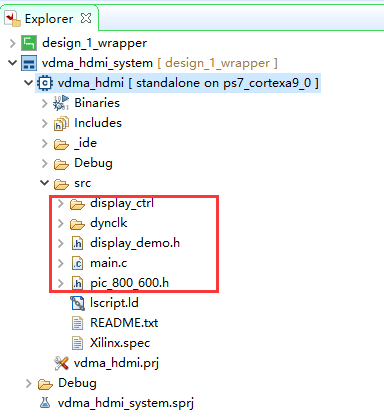 Explorer
design_1_wrapper
vdma_hdmi_system [ design_1_wrapper ]
vdma_hdmi [ standalone on ps7_cortexa9_0 ]
Binaries
Includes
_ide
Debug
src
display_ctrl
dynclk
display_demo.h
main.c
pic_800_600.h
lscript.ld
README.txt
Xilinx.spec
vdma_hdmi.prj
Debug
vdma_hdmi_system.sprj